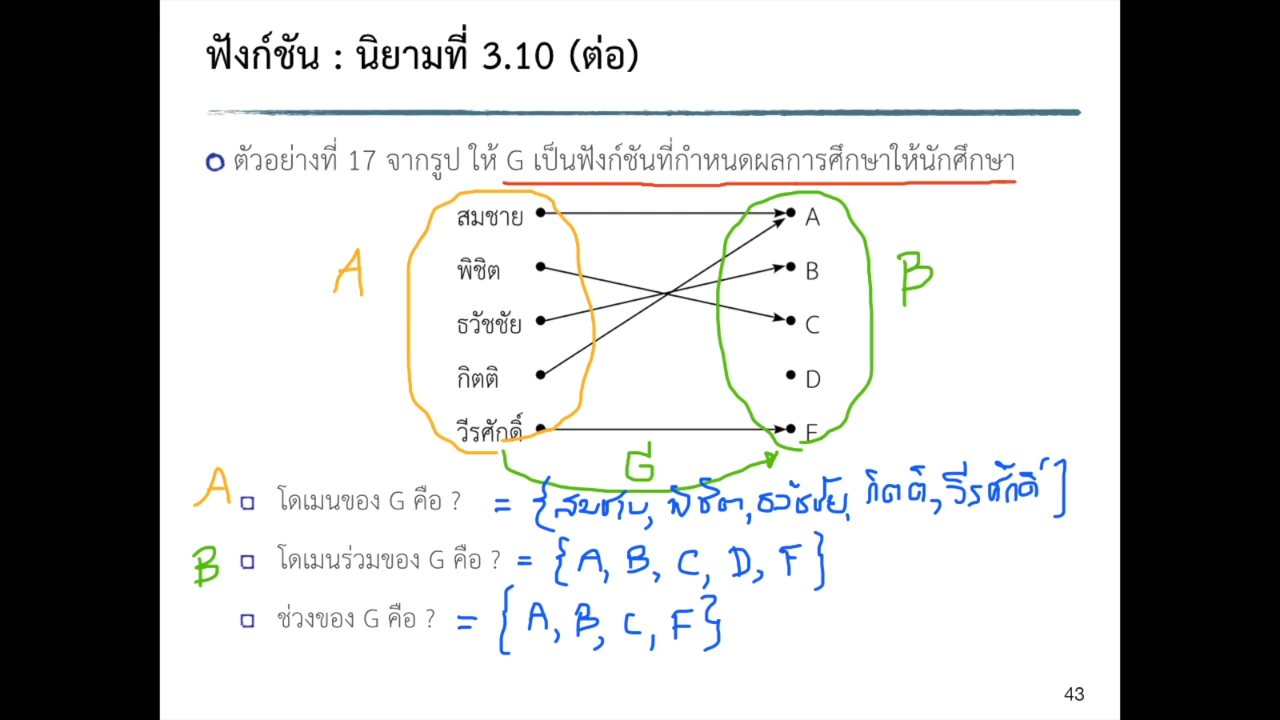 ฟังก์ชัน : นิยามที่ 3.10 (ต่อ)
ตัวอย่างที่ 17 จากรูป ให้ G เป็นฟังก์ชันที่กำหนดผลการศึกษาให้นักศึกษา
สมชาย A
A พิชิต B B
ธวัชชัย C
กิตติ D
วีรศักดิ์ F
G
A โดเมนของ G คือ ? = {สมชาย, พิชิต, ธวัชชัย, กิตติ, วีรศักดิ์}
B โดเมนร่วมของ G คือ ? = {A, B, C, D, F}
ช่วงของ G คือ ? = {A, B, C, F}
43